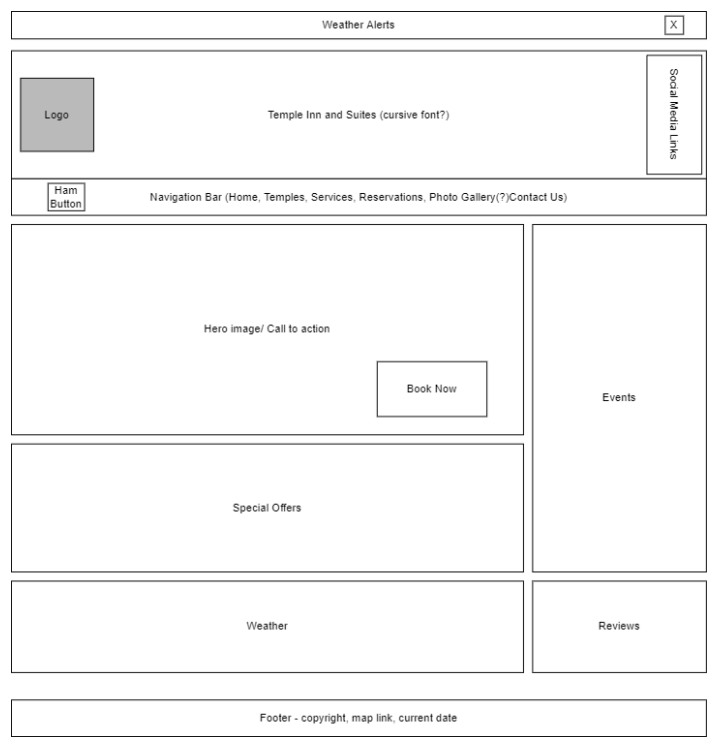 Weather Alerts
X
Logo
Temple Inn and Suites (cursive font?)
Social Media Links
Ham
Button
Navigation Bar (Home, Temples, Services, Reservations, Photo Gallery(?)Contact Us)
Hero image/ Call to action
Book Now
Events
Special Offers
Weather
Reviews
Footer - copyright, map link, current date